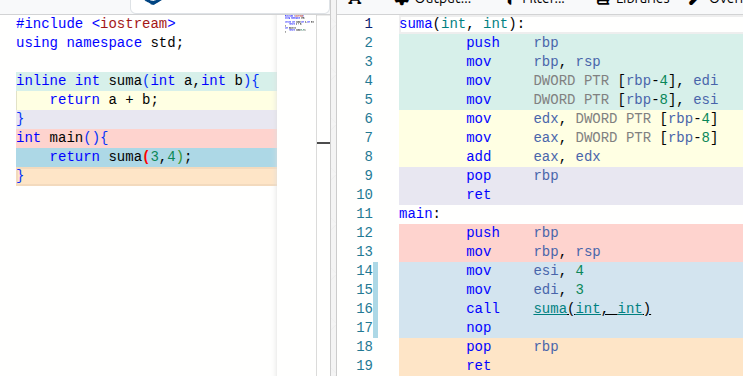 Output... Filter... Libraries
#include <iostream>
using namespace std;
inline int suma(int a,int b){
    return a + b;
}
int main(){
    return suma(3,4);
}
1 suma(int, int):
2         push    rbp
3         mov     rbp, rsp
4         mov     DWORD PTR [rbp-4], edi
5         mov     DWORD PTR [rbp-8], esi
6         mov     edx, DWORD PTR [rbp-4]
7         mov     eax, DWORD PTR [rbp-8]
8         add     eax, edx
9         pop     rbp
10         ret
11 main:
12         push    rbp
13         mov     rbp, rsp
14         mov     esi, 4
15         mov     edi, 3
16         call    suma(int, int)
17         nop
18         pop     rbp
19         ret